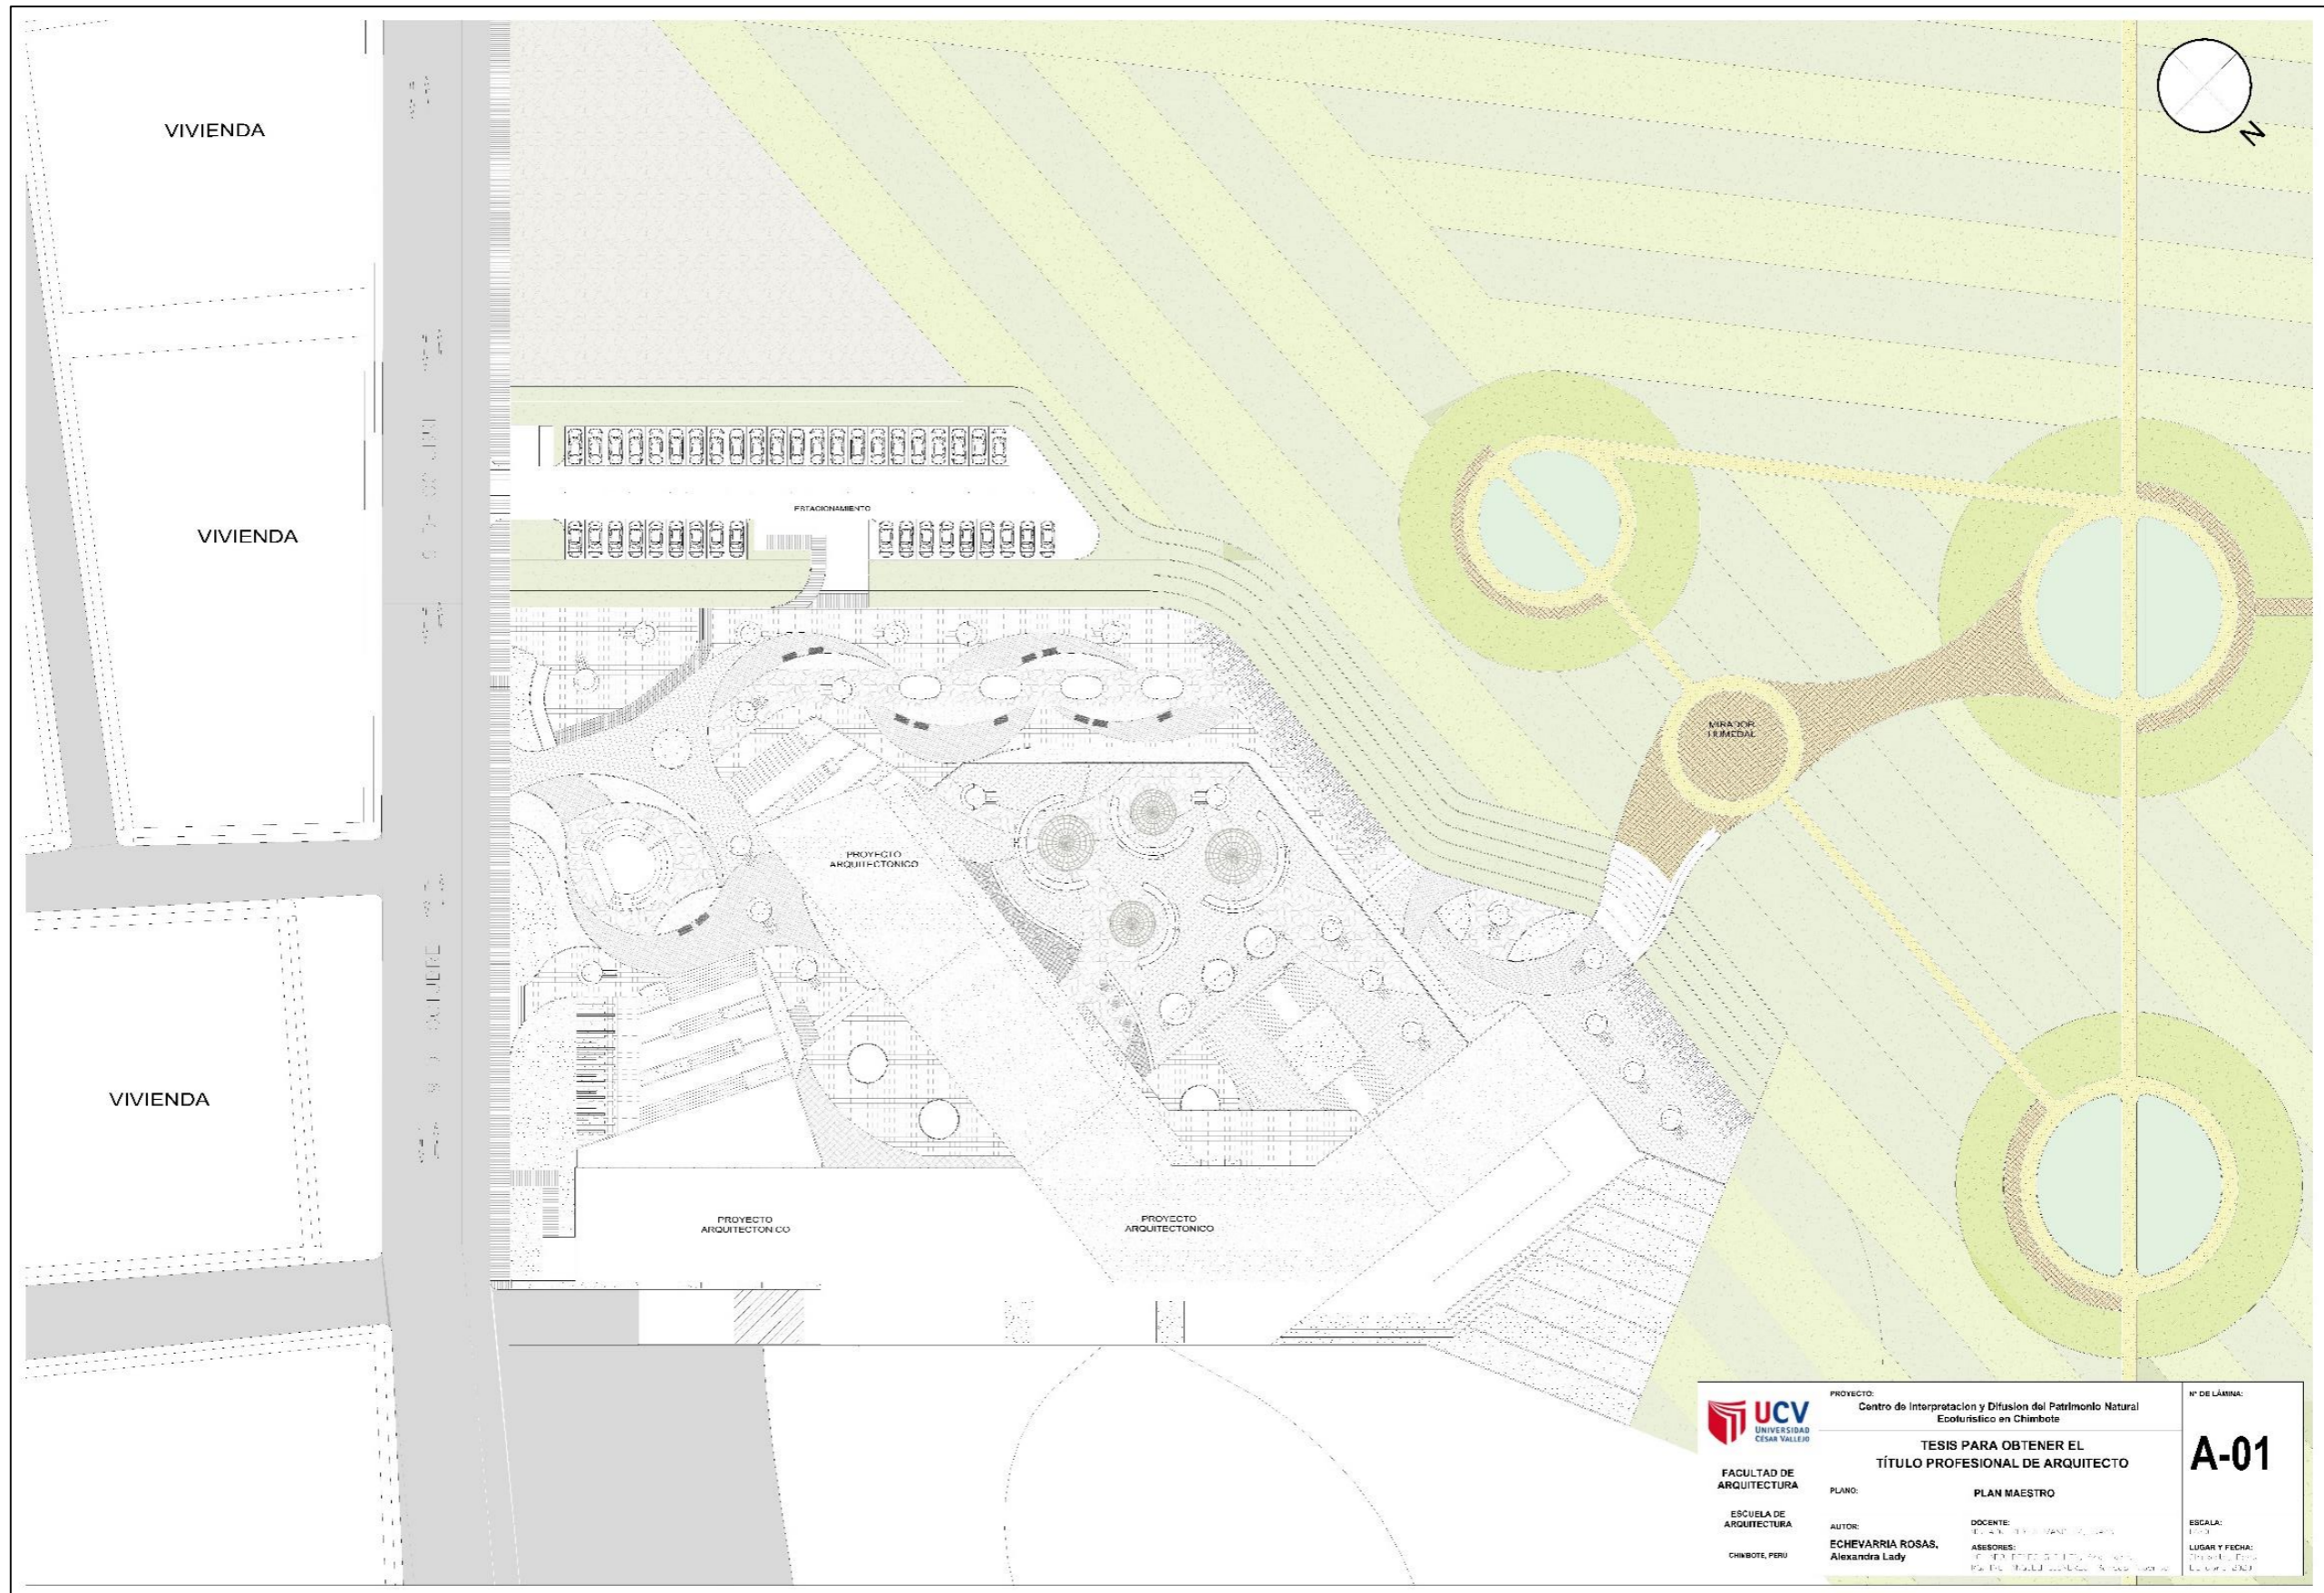 VIVIENDA
N
VIVIENDA
ESTACIONAMIENTO
MIRADOR
HUMEDAL
PROYECTO
ARQUITECTONICO
VIVIENDA
PROYECTO
ARQUITECTONICO
PROYECTO
ARQUITECTONICO
UCV
UNIVERSIDAD
CÉSAR VALLEJO
FACULTAD DE
ARQUITECTURA
ESCUELA DE
ARQUITECTURA
CHIMBOTE, PERU
PROYECTO:
Centro de Interpretacion y Difusion del Patrimonio Natural
Ecoturistico en Chimbote
TESIS PARA OBTENER EL
TÍTULO PROFESIONAL DE ARQUITECTO
PLANO:
PLAN MAESTRO
AUTOR:
ECHEVARRIA ROSAS,
Alexandra Lady
DOCENTE:
ASESORES:
N° DE LÁMINA:
A-01
ESCALA:
LUGAR Y FECHA: